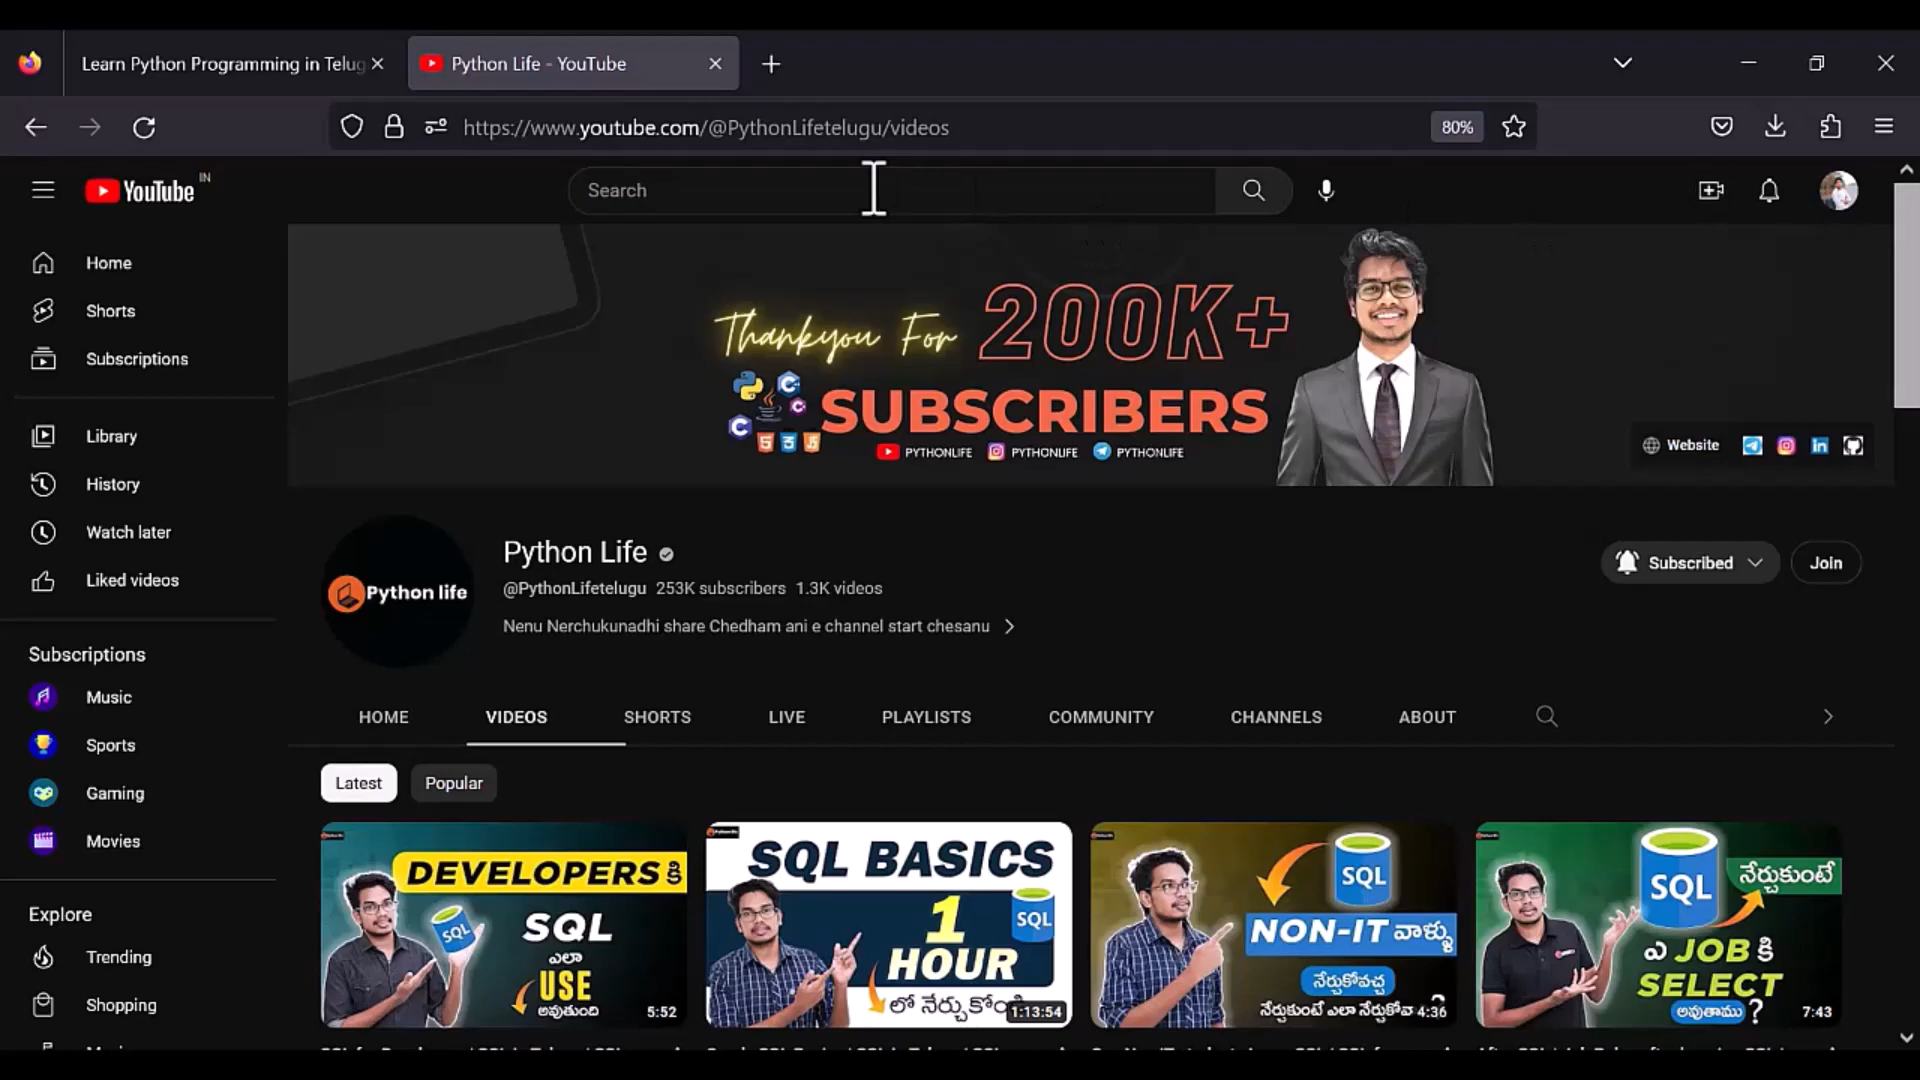 Learn Python Programming in Telug
Python Life - YouTube
https://www.youtube.com/@PythonLifetelugu/videos
80%
YouTube IN
Search
Home
Shorts
Subscriptions
Library
History
Watch later
Liked videos
Subscriptions
Music
Sports
Gaming
Movies
Explore
Trending
Shopping
Thankyou For 200K+
SUBSCRIBERS
PYTHONLIFE PYTHONLIFE PYTHONLIFE
Website
Python life
Python Life
@PythonLifetelugu 253K subscribers 1.3K videos
Nenu Nerchukunadhi share Chedham ani e channel start chesanu
Subscribed
Join
HOME VIDEOS SHORTS LIVE PLAYLISTS COMMUNITY CHANNELS ABOUT
Latest Popular
DEVELOPERS కి
SQL
SQL
ఎలా
USE
అవుతుంది
5:52
SQL BASICS
1
HOUR
SQL
లో నేర్చుకోం
1:13:54
SQL
NON-IT వాళ్ళు
నేర్చుకోవచ్చ
నేర్చుకుంటే ఎలా నేర్చుకోవా
4:36
SQL
నేర్చుకుంటే
ఎ JOB కి
SELECT
అవుతాము ?
7:43